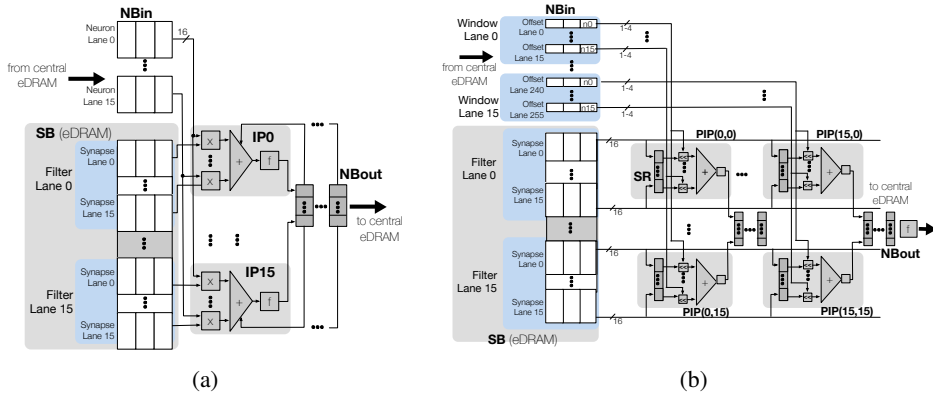 NBin
Neuron
Lane 0
16
from central
eDRAM
Neuron
Lane 15
SB (eDRAM)
Synapse
Lane 0
Filter
Lane 0
Synapse
Lane 15
Synapse
Lane 0
Filter
Lane 15
Synapse
Lane 15
IP0
x
x
+
f
NBout
to central
eDRAM
IP15
x
x
+
f
(a)
NBin
Window
Lane 0
Offset
Lane 0
n0
1-4
Offset
Lane 15
n15
1-4
from central
eDRAM
Window
Lane 15
Offset
Lane 240
n0
1-4
Offset
Lane 255
n15
1-4
Synapse
Lane 0
16
Filter
Lane 0
Synapse
Lane 15
16
Synapse
Lane 0
16
Filter
Lane 15
Synapse
Lane 15
16
SB (eDRAM)
PIP(0,0)
SR
<<
<<
+
PIP(15,0)
<<
<<
+
to central
eDRAM
f
NBout
<<
<<
+
PIP(0,15)
<<
<<
+
PIP(15,15)
(b)